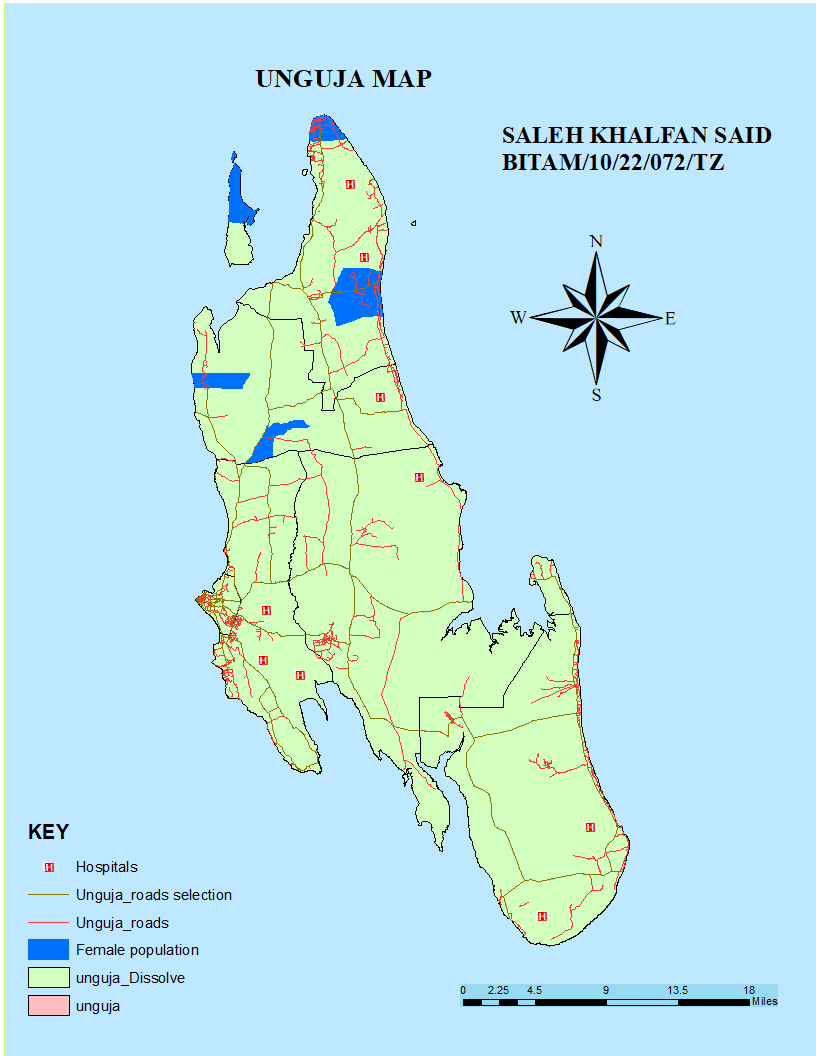 UNGUJA MAP
SALEH KHALFAN SAID
BITAM/10/22/072/TZ
N
W
E
S
H
H
H
H
H
H
H
H
H
KEY
H Hospitals
Unguja_roads selection
Unguja_roads
Female population
unguja_Dissolve
unguja
0 2.25 4.5 9 13.5 18
Miles